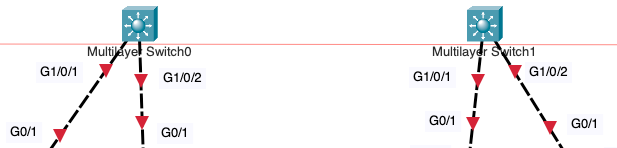 Multilayer Switch0
Multilayer Switch1
G1/0/1
G1/0/2
G1/0/1
G1/0/2
G0/1
G0/1
G0/1
G0/1